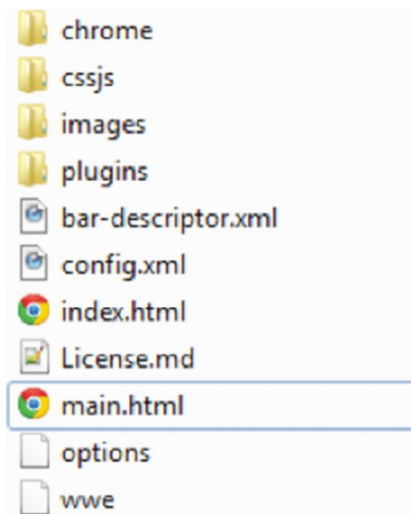 chrome
cssjs
images
plugins
bar-descriptor.xml
config.xml
index.html
License.md
main.html
options
wwe